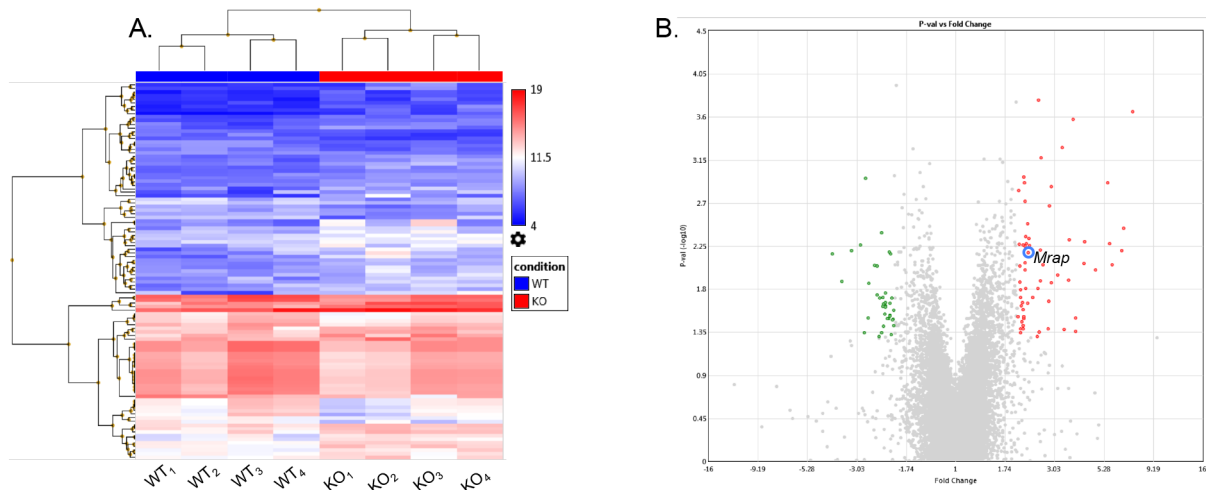 A.
19
11.5
4
condition
WT
KO
WT1
WT2
WT3
WT4
KO1
KO2
KO3
KO4
B.
P-val vs Fold Change
4.5
4.05
3.6
3.15
2.7
2.25
1.8
1.35
0.9
0.45
0
P-val (-log10)
Mrap
-16
-9.19
-5.28
-3.03
-1.74
1
1.74
3.03
5.28
9.19
16
Fold Change